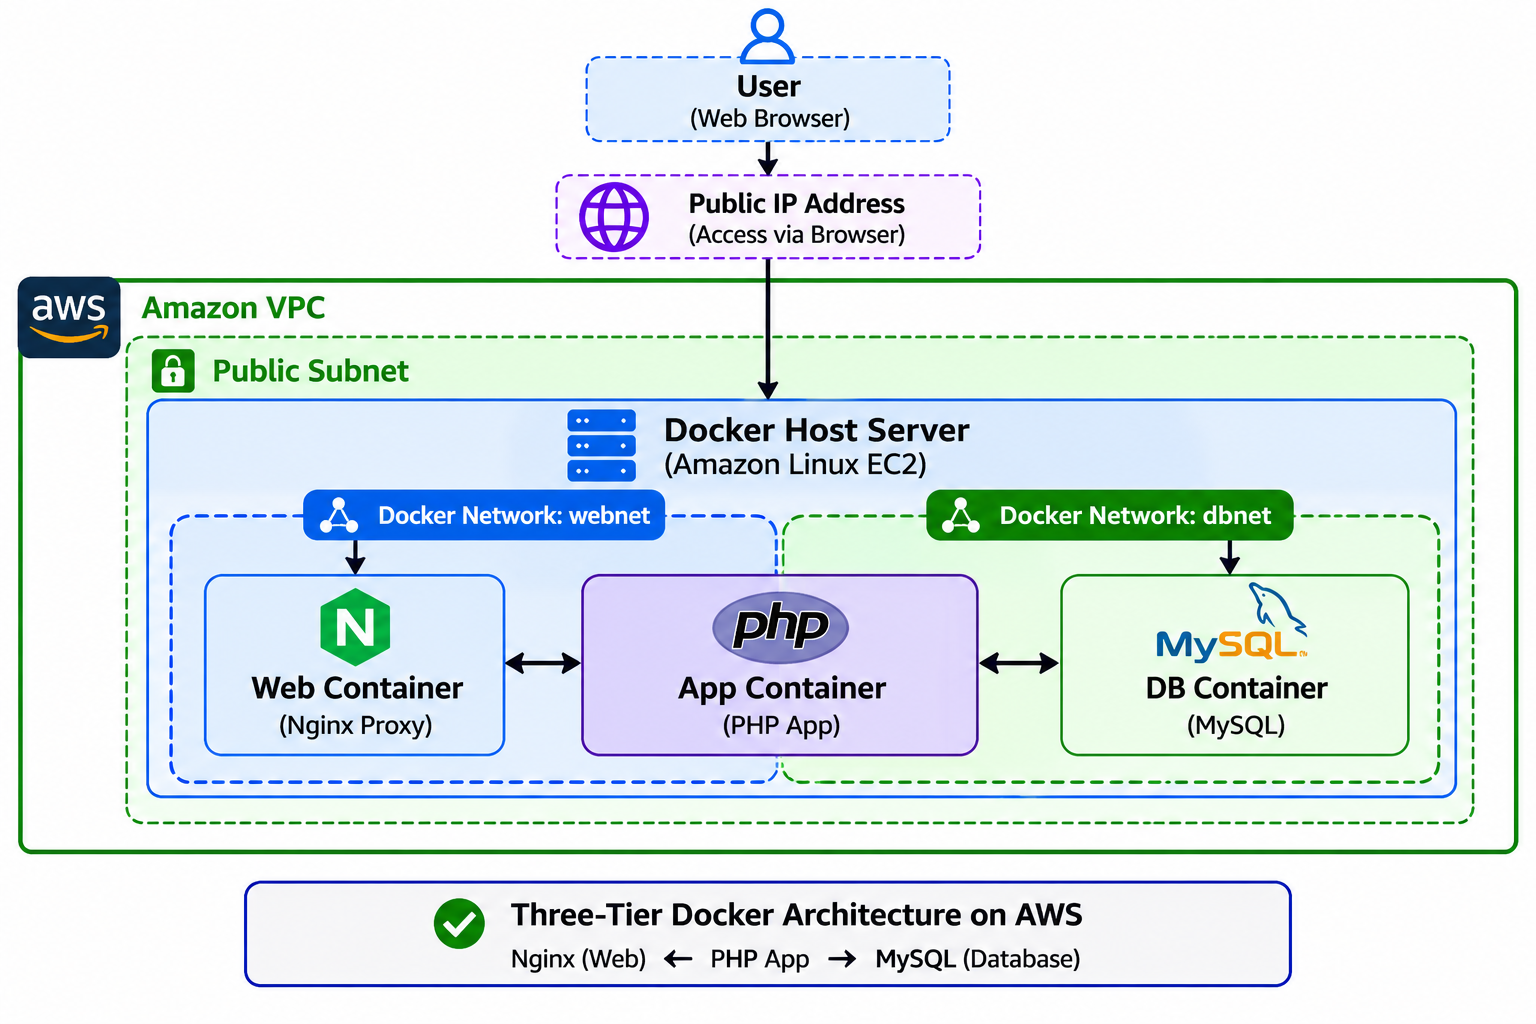 User
(Web Browser)
Public IP Address
(Access via Browser)
aws
Amazon VPC
Public Subnet
Docker Host Server
(Amazon Linux EC2)
Docker Network: webnet
Docker Network: dbnet
N
Web Container
(Nginx Proxy)
php
App Container
(PHP App)
MySQL
DB Container
(MySQL)
Three-Tier Docker Architecture on AWS
Nginx (Web) ← PHP App → MySQL (Database)